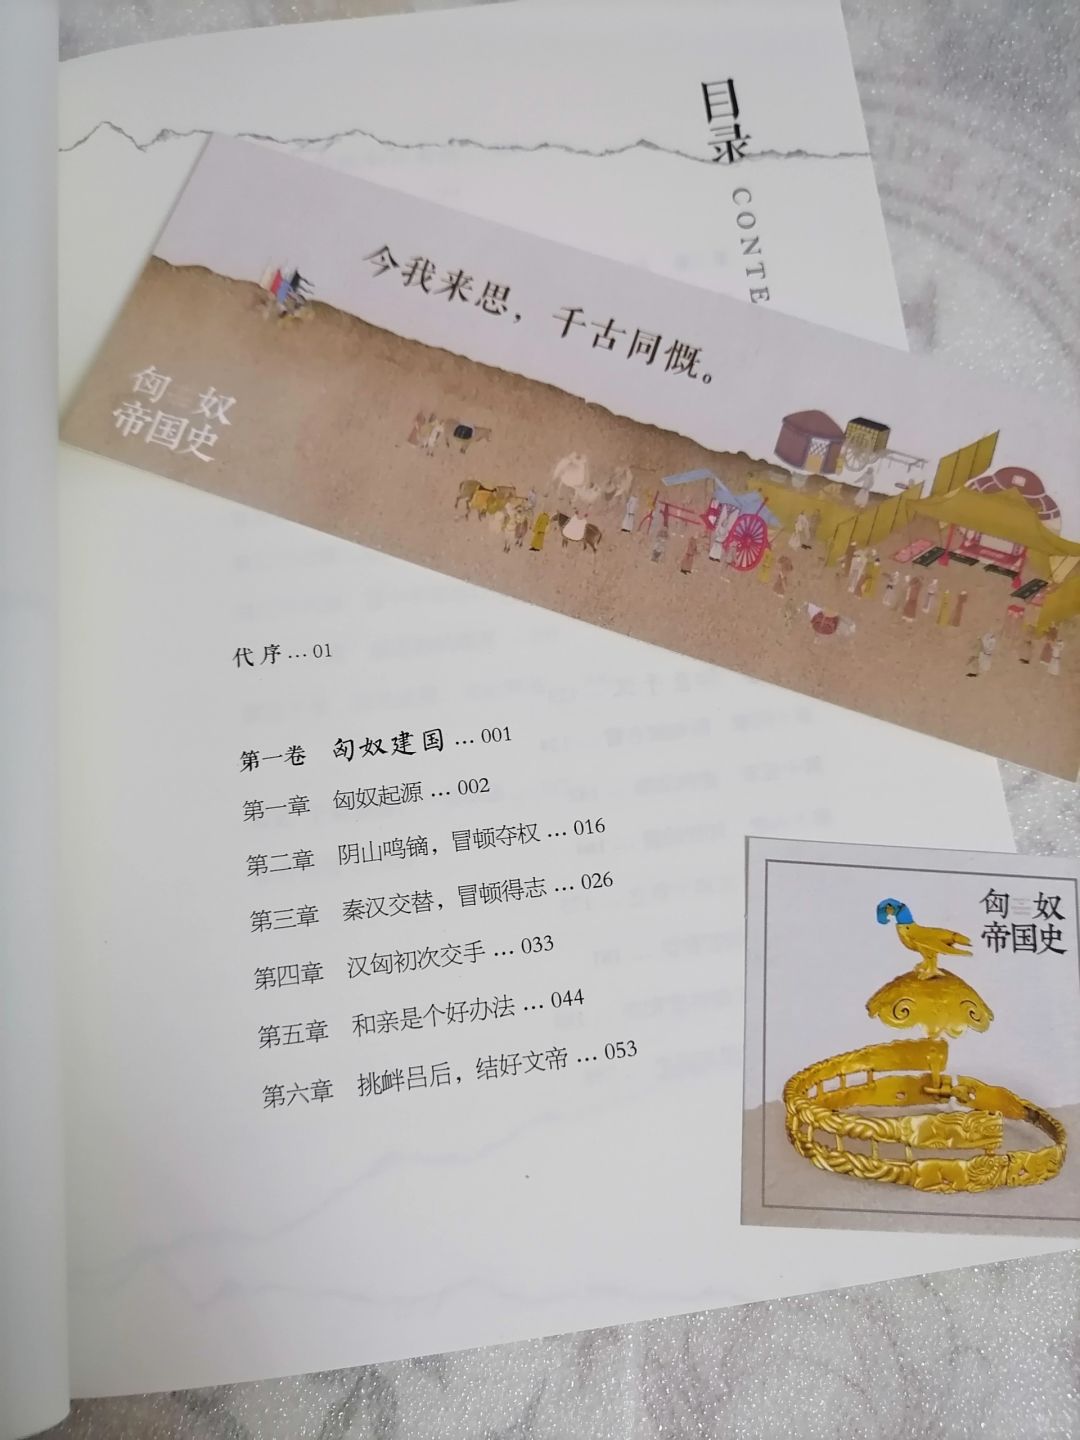 目录
CONTE
今我来思，千古同慨。
匈奴
帝国史
代序…01
第一卷 匈奴建国…001
第一章 匈奴起源…002
第二章 阴山鸣镝，冒顿夺权…016
第三章 秦汉交替，冒顿得志…026
第四章 汉匈初次交手…033
第五章 和亲是个好办法…044
第六章 挑衅吕后，结好文帝…053
匈奴
帝国史